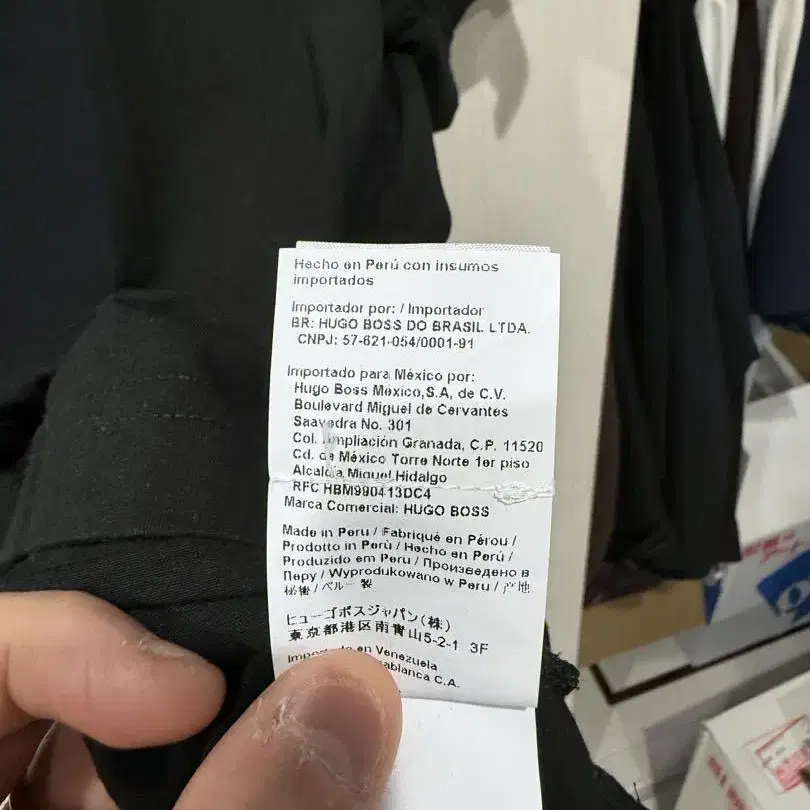 Hecho en Perú con insumos
importados
Importador por: / Importador
BR: HUGO BOSS DO BRASIL LTDA.
CNPJ: 57-621-054/0001-91
Importado para México por:
Hugo Boss Mexico,S.A, de C.V.
Boulevard Miguel de Cervantes
Saavedra No. 301
Col. Ampliación Granada, C.P. 11520
Cd. de México Torre Norte 1er piso
Alcaldía Miguel Hidalgo
RFC HBM990413DC4
Marca Comercial: HUGO BOSS
Made in Peru / Fabriqué en Pérou /
Prodotto in Perù / Hecho en Perú /
Produzido em Peru / Произведено в
Перу / Wyprodukowano w Peru / 产地
秘鲁 / ペルー 製
ヒューゴボスジャパン(株)
東京都港区南青山5-2-1 3F
en Venezuela
C.A.